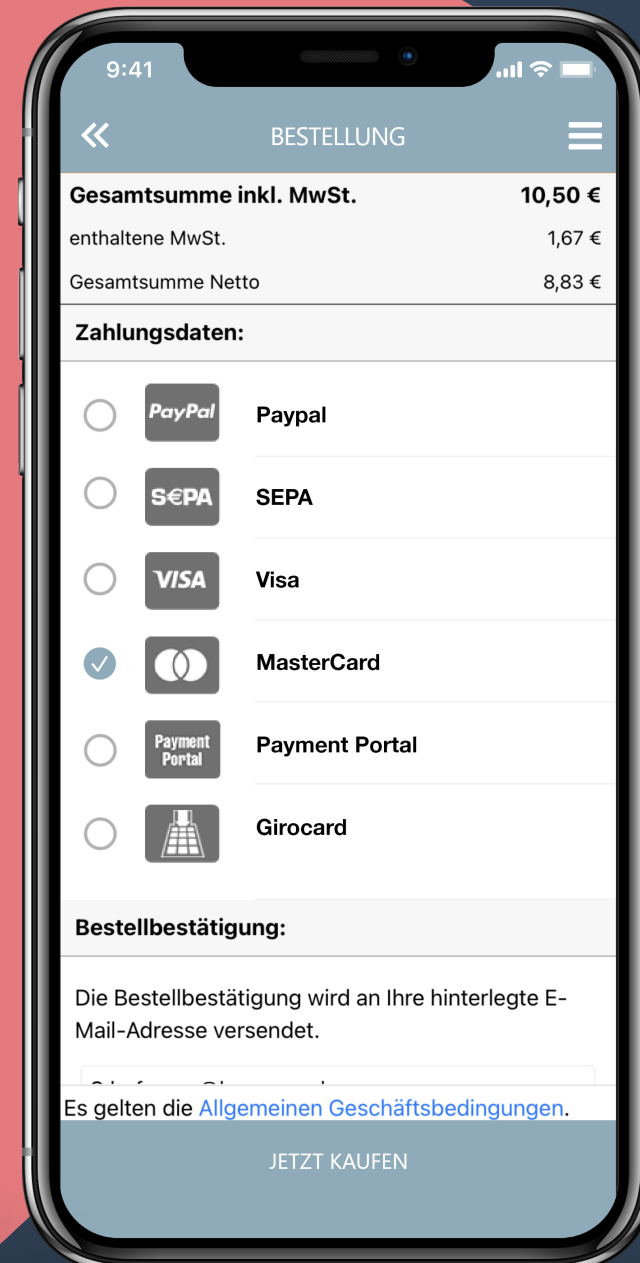 9:41
BESTELLUNG
Gesamtsumme inkl. MwSt. 10,50 €
enthaltene MwSt. 1,67 €
Gesamtsumme Netto 8,83 €
Zahlungsdaten:
PayPal Paypal
S€PA SEPA
VISA Visa
MasterCard
Payment Portal Payment Portal
Girocard
Bestellbestätigung:
Die Bestellbestätigung wird an Ihre hinterlegte E-
Mail-Adresse versendet.
Es gelten die Allgemeinen Geschäftsbedingungen.
JETZT KAUFEN